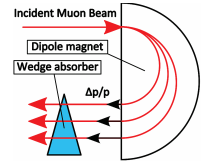 Incident Muon Beam
Dipole magnet
Wedge absorber
Δp/p